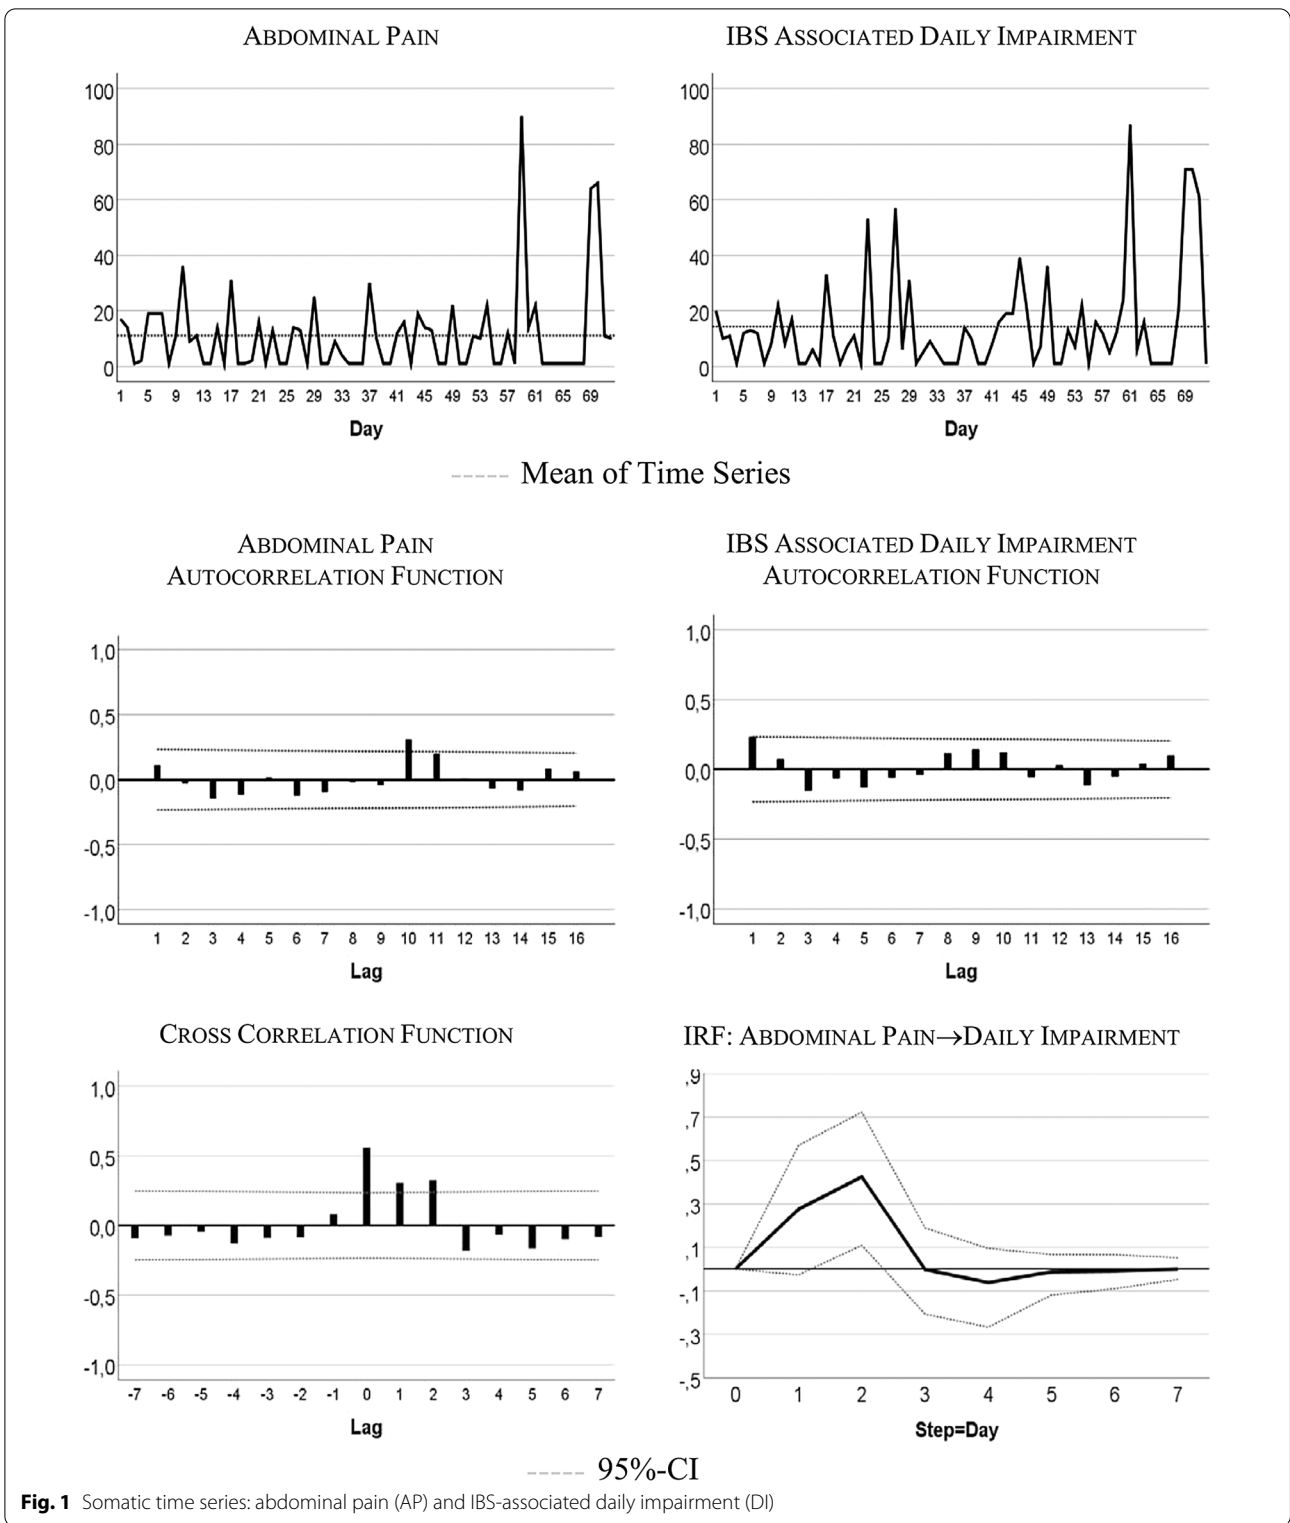 ABDOMINAL PAIN
100
80
60
40
20
0
1 5 9 13 17 21 25 29 33 37 41 45 49 53 57 61 65 69
Day
IBS ASSOCIATED DAILY IMPAIRMENT
100
80
60
40
20
0
1 5 9 13 17 21 25 29 33 37 41 45 49 53 57 61 65 69
Day
Mean of Time Series
ABDOMINAL PAIN
AUTOCORRELATION FUNCTION
1,0
0,5
0,0
-0,5
-1,0
1 2 3 4 5 6 7 8 9 10 11 12 13 14 15 16
Lag
IBS ASSOCIATED DAILY IMPAIRMENT
AUTOCORRELATION FUNCTION
1,0
0,5
0,0
-0,5
-1,0
1 2 3 4 5 6 7 8 9 10 11 12 13 14 15 16
Lag
CROSS CORRELATION FUNCTION
1,0
0,5
0,0
-0,5
-1,0
-7 -6 -5 -4 -3 -2 -1 0 1 2 3 4 5 6 7
Lag
IRF: ABDOMINAL PAIN→DAILY IMPAIRMENT
,9
,7
,5
,3
,1
-,1
-,3
-,5
0 1 2 3 4 5 6 7
Step=Day
95%-CI
Fig. 1 Somatic time series: abdominal pain (AP) and IBS-associated daily impairment (DI)